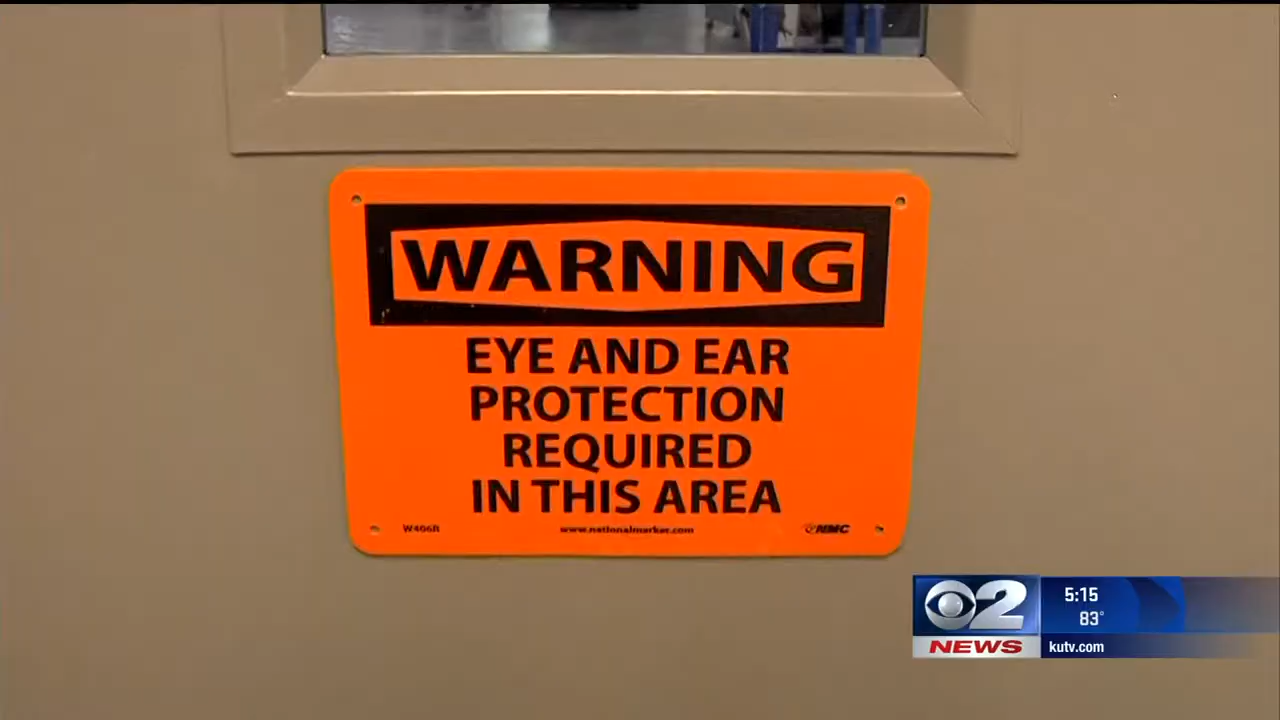 WARNING
EYE AND EAR
PROTECTION
REQUIRED
IN THIS AREA
W406R
www.nationalmarker.com
NMC
2
NEWS
5:15
83°
kutv.com